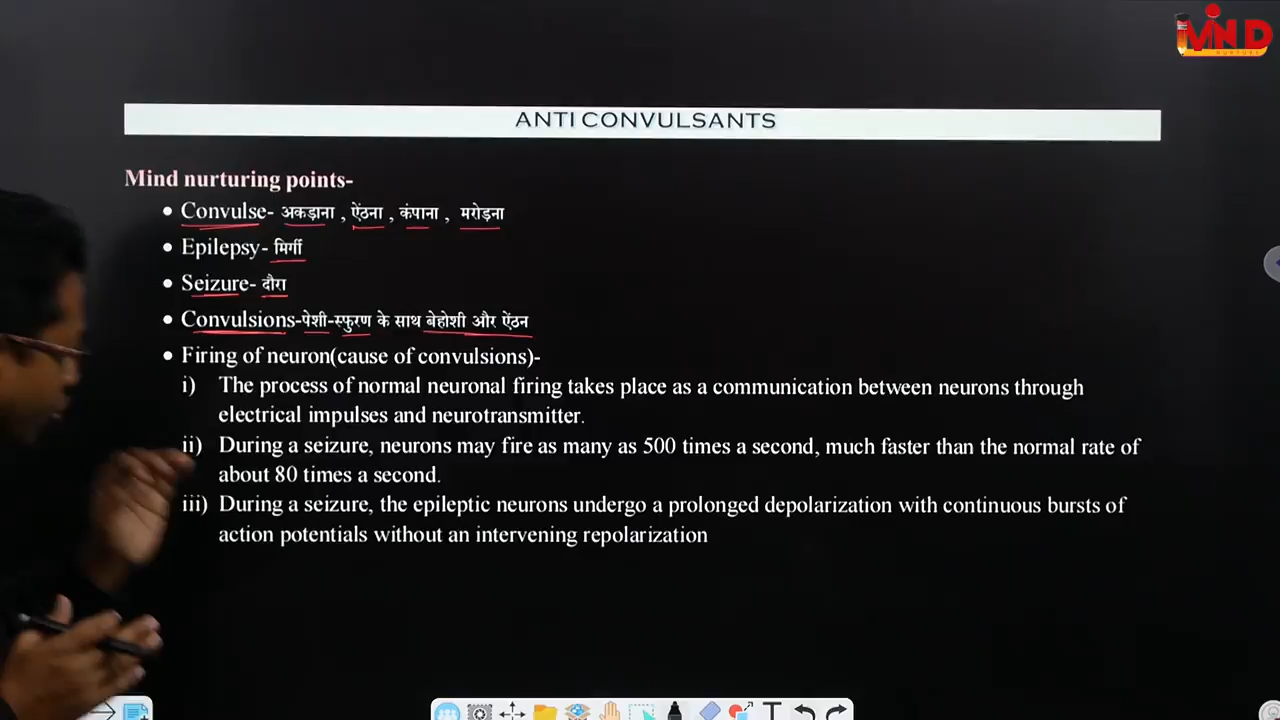 MIND
NURTURE
ANTI CONVULSANTS
Mind nurturing points-
• Convulse- अकड़ाना , ऐंठना , कंपाना , मरोड़ना
• Epilepsy- मिर्गी
• Seizure- दौरा
• Convulsions-पेशी-स्फुरण के साथ बेहोशी और ऐंठन
• Firing of neuron(cause of convulsions)-
i) The process of normal neuronal firing takes place as a communication between neurons through
electrical impulses and neurotransmitter.
ii) During a seizure, neurons may fire as many as 500 times a second, much faster than the normal rate of
about 80 times a second.
iii) During a seizure, the epileptic neurons undergo a prolonged depolarization with continuous bursts of
action potentials without an intervening repolarization